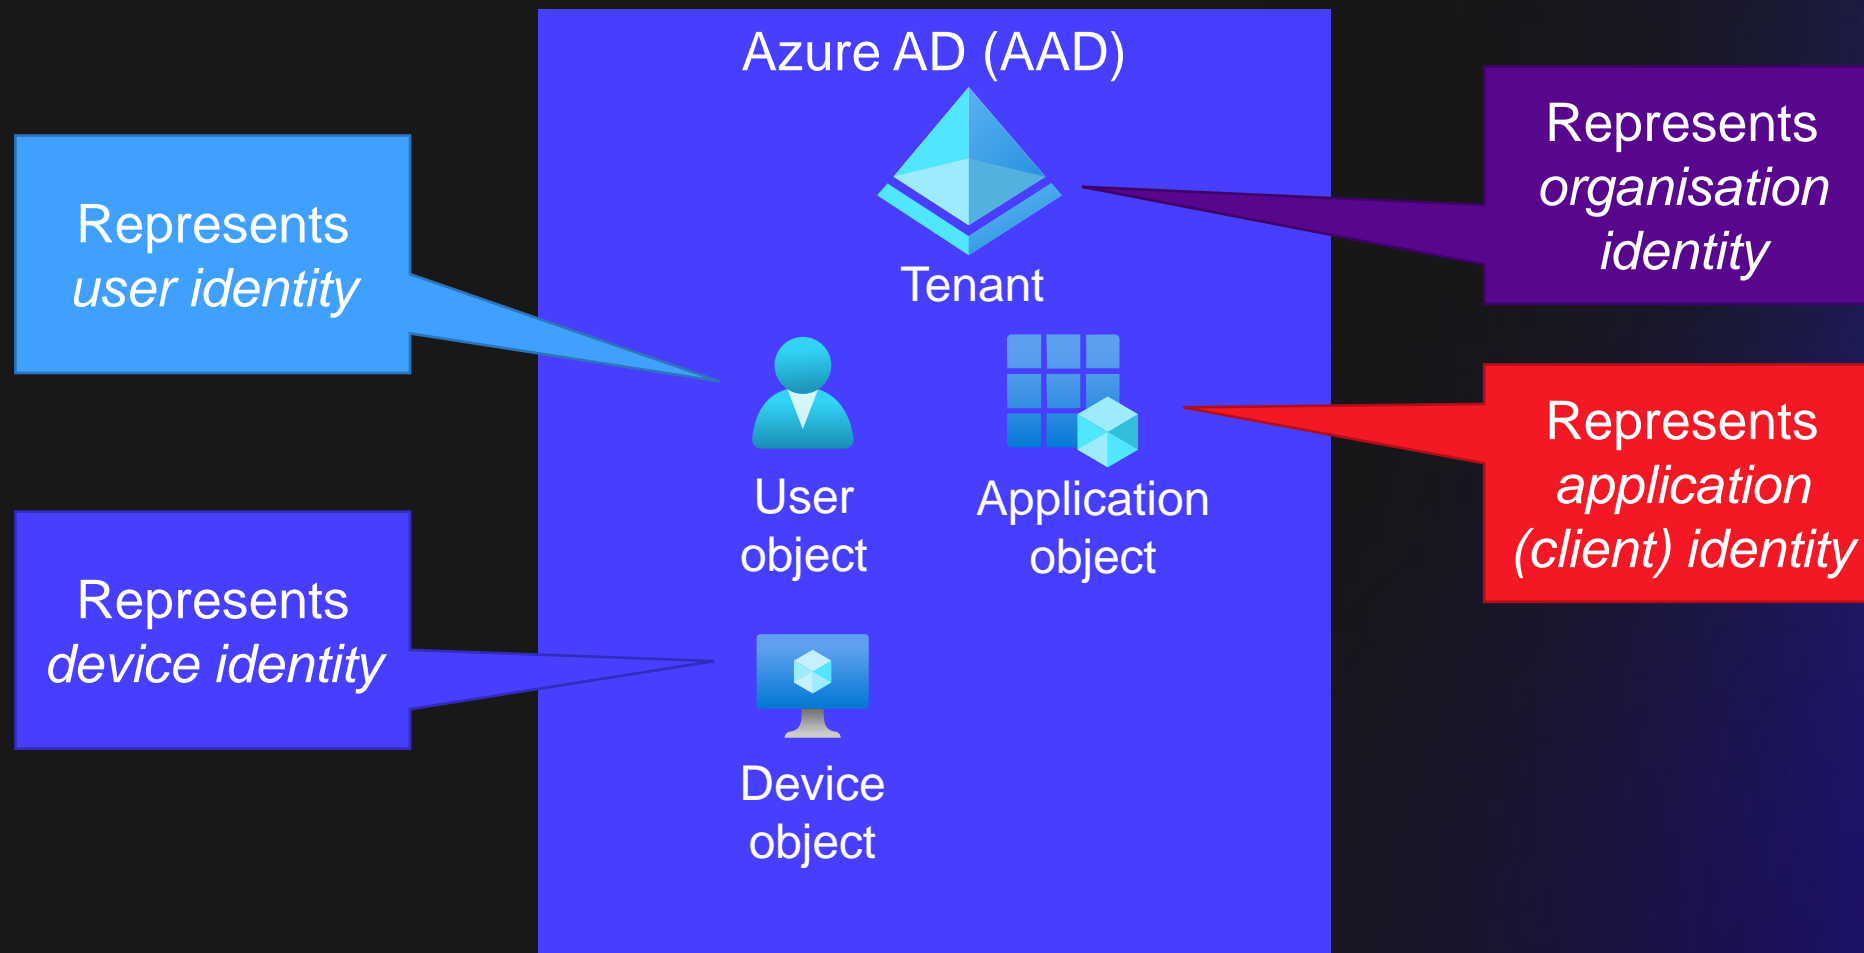 Azure AD (AAD)
Tenant
User
object
Application
object
Device
object
Represents
user identity
Represents
device identity
Represents
organisation
identity
Represents
application
(client) identity